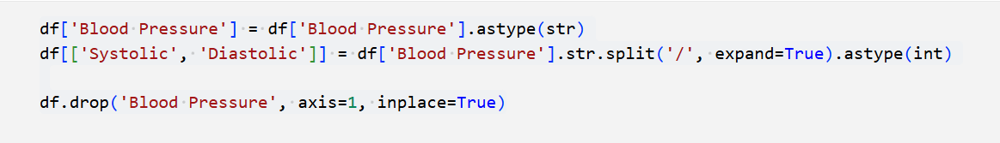 df['Blood Pressure'] = df['Blood Pressure'].astype(str)
df[['Systolic', 'Diastolic']] = df['Blood Pressure'].str.split('/', expand=True).astype(int)
df.drop('Blood Pressure', axis=1, inplace=True)